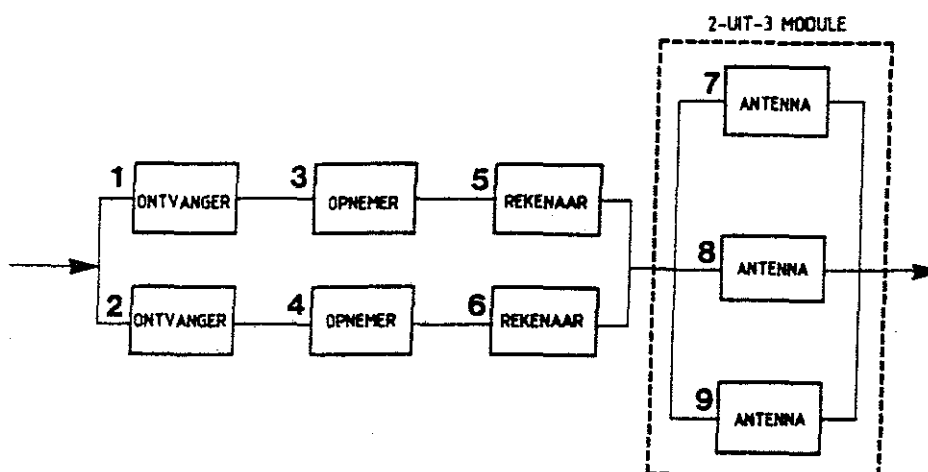 2-UIT-3 MODULE
7
ANTENNA
1
ONTVANGER
3
OPNEMER
5
REKENAAR
8
ANTENNA
2
ONTVANGER
4
OPNEMER
6
REKENAAR
9
ANTENNA